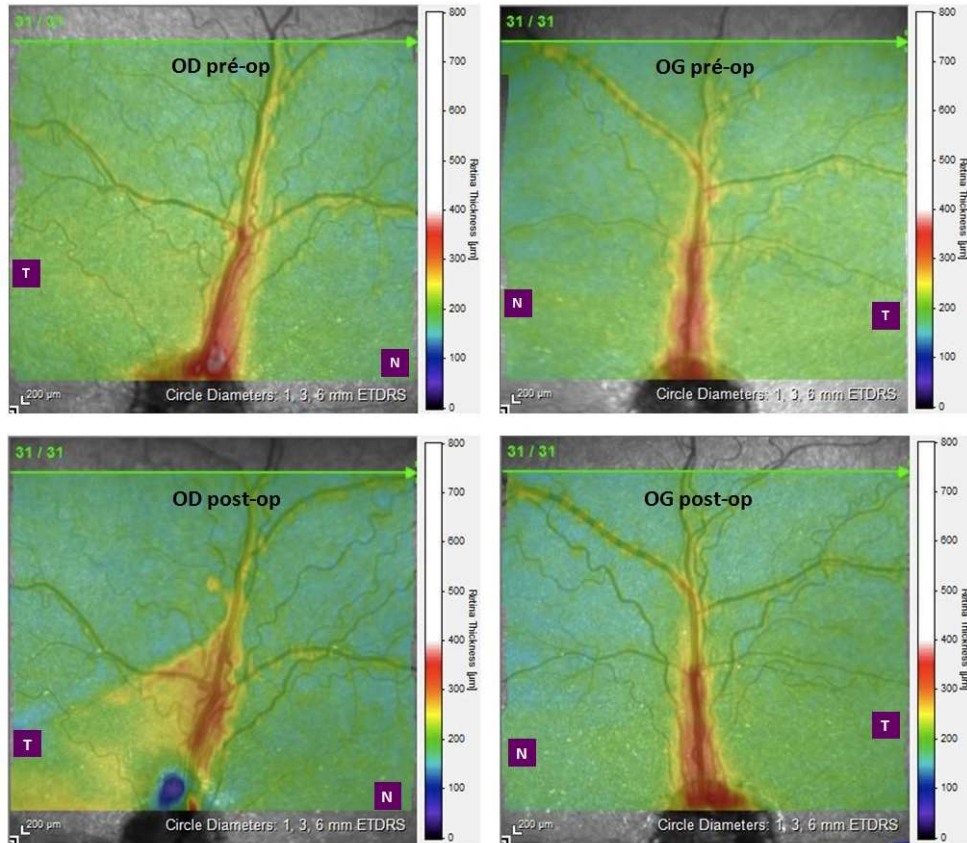 31 / 31
OD pré-op
T
N
200 µm
Circle Diameters: 1, 3, 6 mm ETDRS
800
700
600
500
400
300
200
100
0
Retina Thickness [µm]
OG pré-op
N
T
200 µm
Circle Diameters: 1, 3, 6 mm ETDRS
800
700
600
500
400
300
200
100
0
Retina Thickness [µm]
31 / 31
OD post-op
T
N
200 µm
Circle Diameters: 1, 3, 6 mm ETDRS
800
700
600
500
400
300
200
100
0
Retina Thickness [µm]
31 / 31
OG post-op
N
T
200 µm
Circle Diameters: 1, 3, 6 mm ETDRS
800
700
600
500
400
300
200
100
0
Retina Thickness [µm]